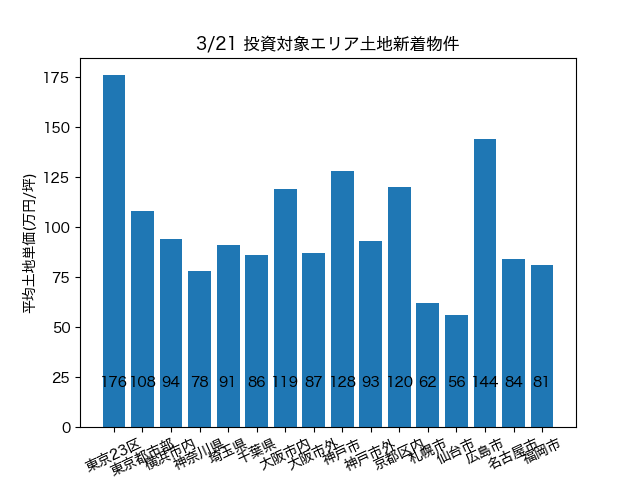 3/21 投資対象エリア土地新着物件
平均土地単価(万円/坪)
175
150
125
100
75
50
25
0
176 108 94 78 91 86 119 87 128 93 120 62 56 144 84 81
東京23区
東京都市部
横浜市内
神奈川県
埼玉県
千葉県
大阪市内
大阪市外
神戸市
神戸市外
京都区内
札幌市
仙台市
広島市
名古屋市
福岡市